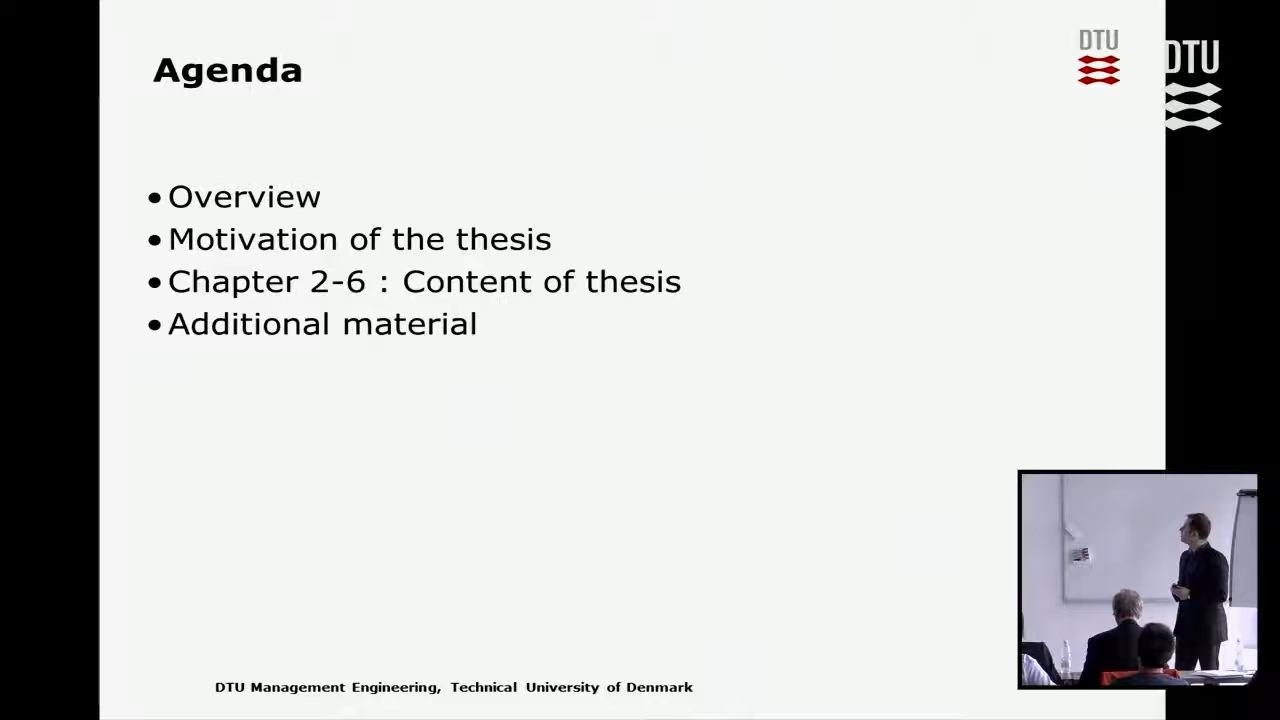 Agenda
DTU
DTU
•Overview
•Motivation of the thesis
•Chapter 2-6 : Content of thesis
•Additional material
DTU Management Engineering, Technical University of Denmark